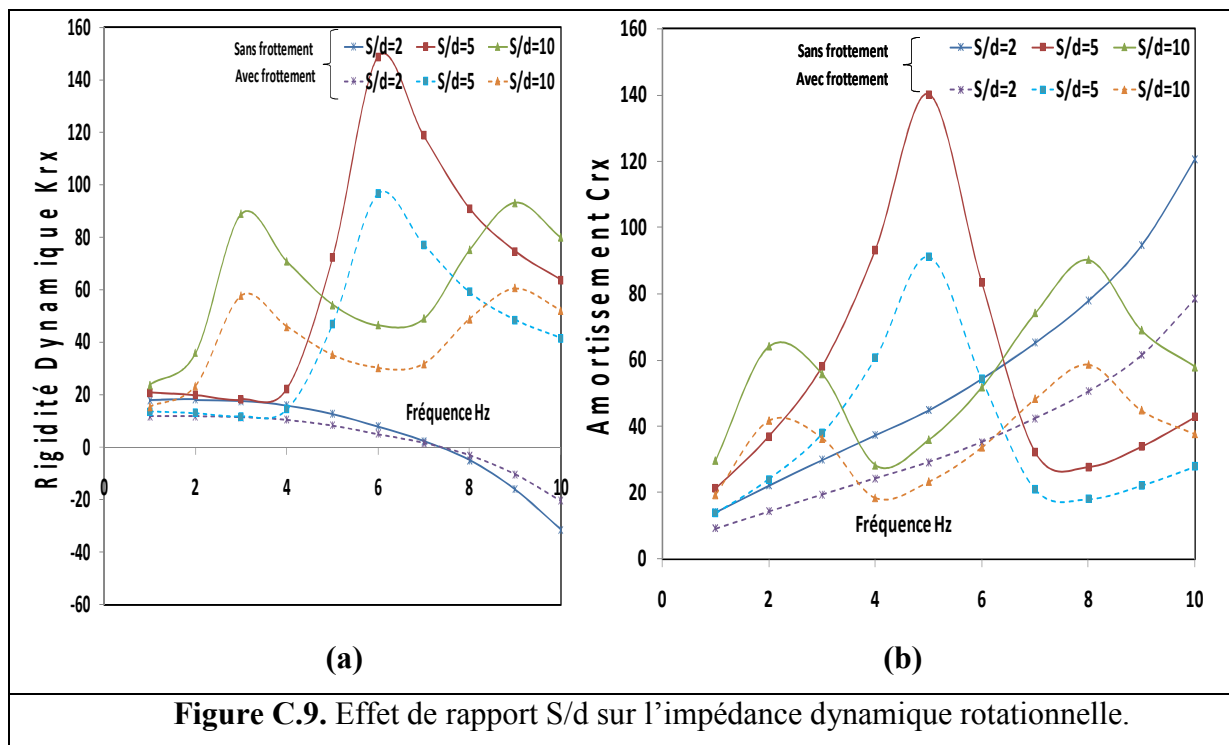 Rigidité Dynamique Krx
160
140
120
100
80
60
40
20
0
-20
-40
-60
0 2 4 6 8 10
Sans frottement
Avec frottement
S/d=2 S/d=5 S/d=10
S/d=2 S/d=5 S/d=10
Fréquence Hz
(a)
Amortissement Crx
160
140
120
100
80
60
40
20
0
0 2 4 6 8 10
Sans frottement
Avec frottement
S/d=2 S/d=5 S/d=10
S/d=2 S/d=5 S/d=10
Fréquence Hz
(b)
Figure C.9. Effet de rapport S/d sur l’impédance dynamique rotationnelle.